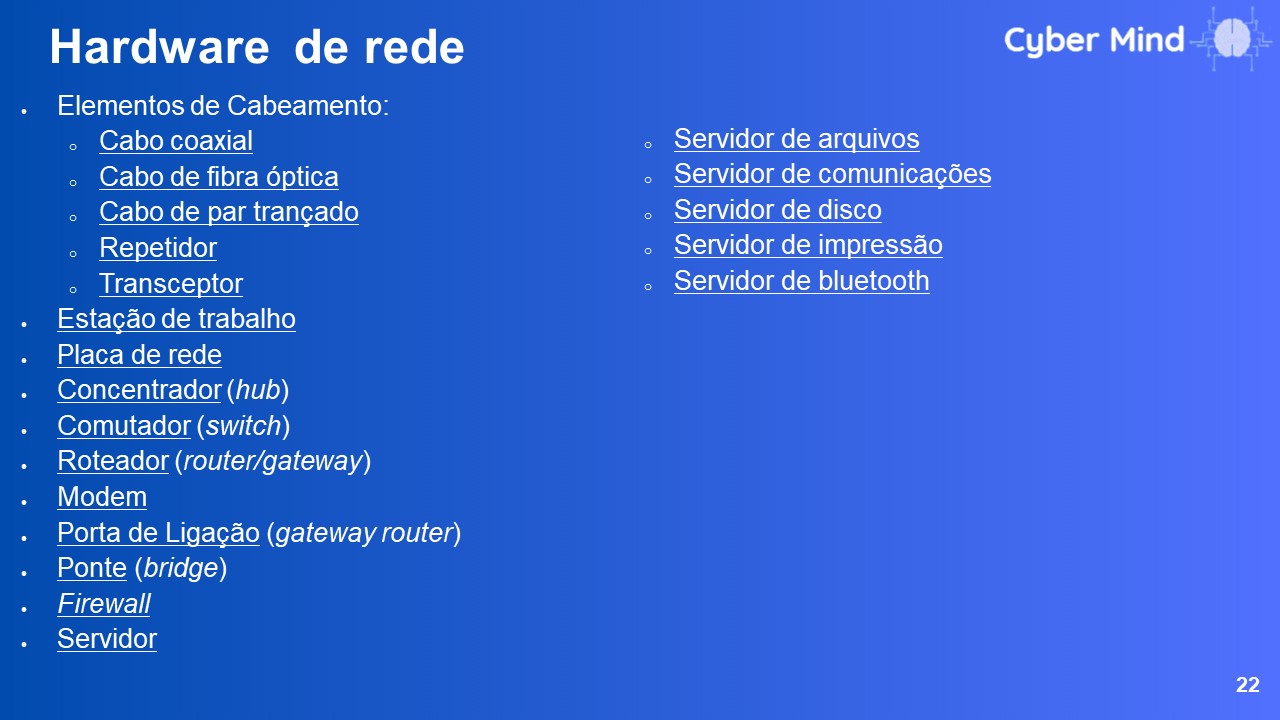 Hardware de rede
Cyber Mind
Elementos de Cabeamento:
Cabo coaxial
Cabo de fibra óptica
Cabo de par trançado
Repetidor
Transceptor
Estação de trabalho
Placa de rede
Concentrador (hub)
Comutador (switch)
Roteador (router/gateway)
Modem
Porta de Ligação (gateway router)
Ponte (bridge)
Firewall
Servidor
Servidor de arquivos
Servidor de comunicações
Servidor de disco
Servidor de impressão
Servidor de bluetooth
22